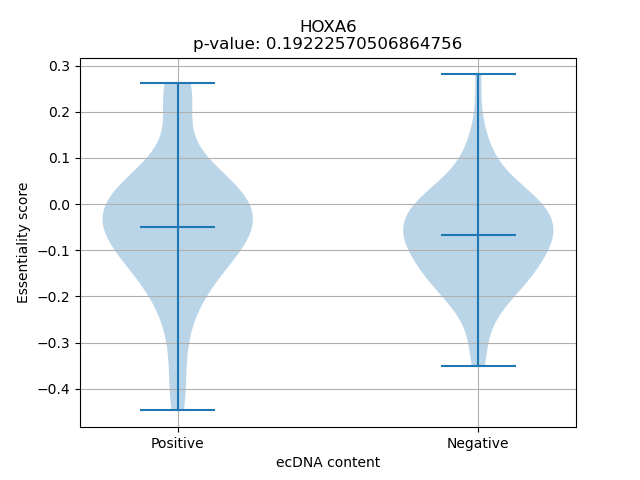 HOXA6
p-value: 0.19222570506864756
0.3
0.2
0.1
0.0
−0.1
−0.2
−0.3
−0.4
Essentiality score
Positive
Negative
ecDNA content